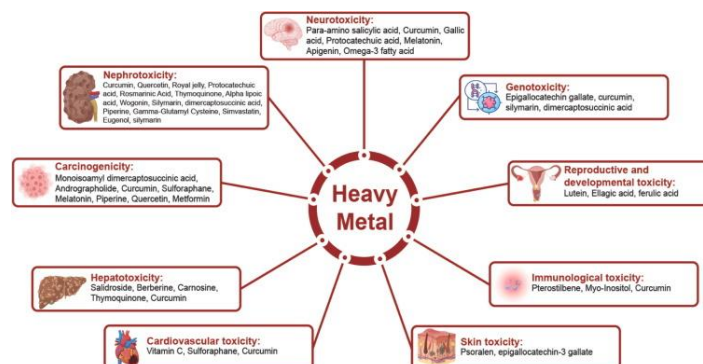 Neurotoxicity:
Para-amino salicylic acid, Curcumin, Gallic
acid, Protocatechuic acid, Melatonin,
Apigenin, Omega-3 fatty acid
Nephrotoxicity:
Curcumin, Quercetin, Royal jelly, Protocatechuic
acid, Rosmarinic Acid, Thymoquinone, Alpha lipoic
acid, Wogonin, Silymarin, dimercaptosuccinic acid,
Piperine, Gamma-Glutamyl Cysteine, Simvastatin,
Eugenol, silymarin
Genotoxicity:
Epigallocatechin gallate, curcumin,
silymarin, dimercaptosuccinic acid
Carcinogenicity:
Monoisoamyl dimercaptosuccinic acid,
Andrographolide, Curcumin, Sulforaphane,
Melatonin, Piperine, Quercetin, Metformin
Heavy
Metal
Reproductive and
developmental toxicity:
Lutein, Ellagic acid, ferulic acid
Hepatotoxicity:
Salidroside, Berberine, Carnosine,
Thymoquinone, Curcumin
Immunological toxicity:
Pterostilbene, Myo-Inositol, Curcumin
Cardiovascular toxicity:
Vitamin C, Sulforaphane, Curcumin
Skin toxicity:
Psoralen, epigallocatechin-3 gallate